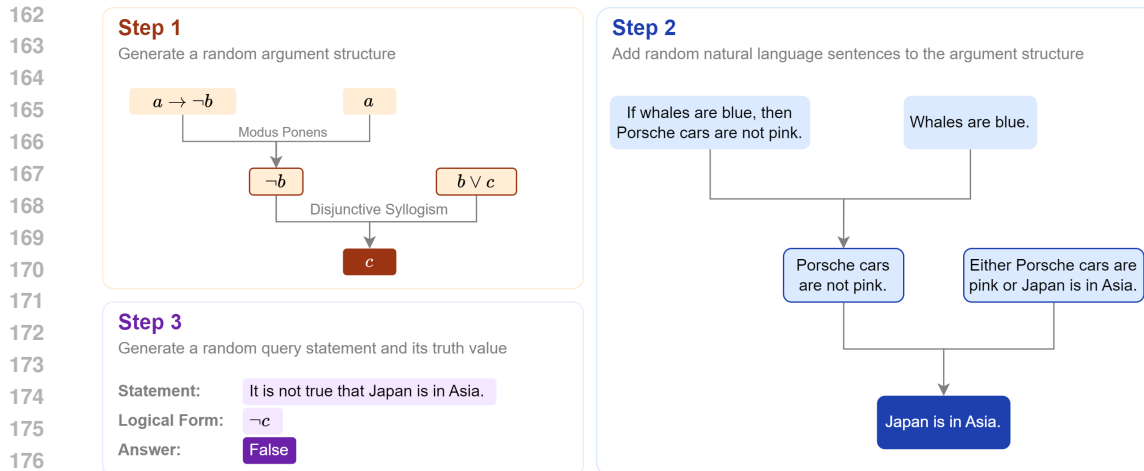 162
163
164
165
166
167
168
169
170
171
172
173
174
175
176
Step 1
Generate a random argument structure
a → ¬b
a
Modus Ponens
¬b
b ∨ c
Disjunctive Syllogism
c
Step 3
Generate a random query statement and its truth value
Statement: It is not true that Japan is in Asia.
Logical Form: ¬c
Answer: False
Step 2
Add random natural language sentences to the argument structure
If whales are blue, then
Porsche cars are not pink.
Whales are blue.
Porsche cars
are not pink.
Either Porsche cars are
pink or Japan is in Asia.
Japan is in Asia.